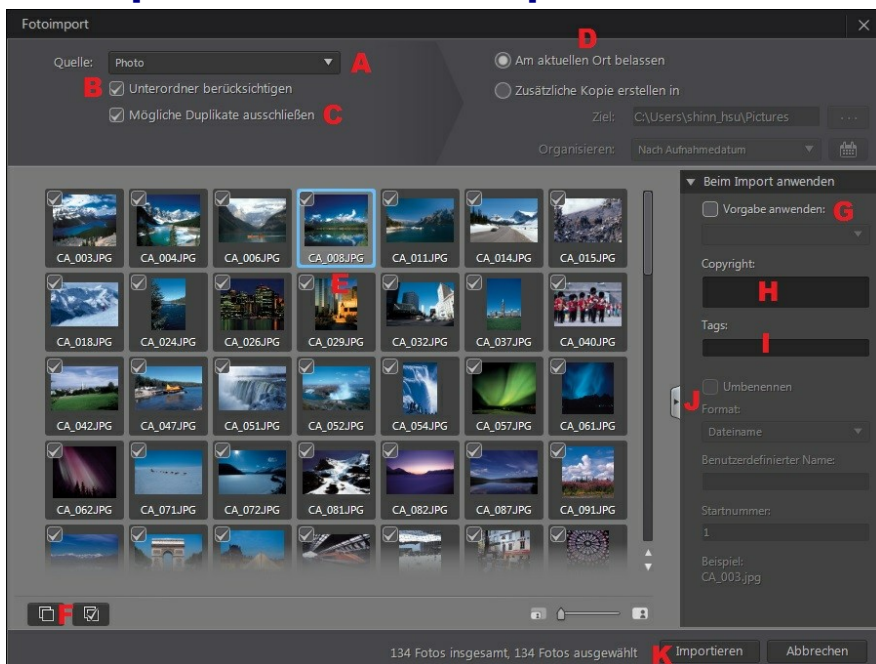 Fotoimport
Quelle: Photo A
B Unterordner berücksichtigen
Mögliche Duplikate ausschließen C
D
Am aktuellen Ort belassen
Zusätzliche Kopie erstellen in
Ziel: C:\Users\shinn_hsu\Pictures ...
Organisieren: Nach Aufnahmedatum
CA_003.JPG CA_004.JPG CA_006.JPG CA_008.JPG CA_011.JPG CA_014.JPG CA_015.JPG
E
CA_018.JPG CA_024.JPG CA_026.JPG CA_029.JPG CA_032.JPG CA_037.JPG CA_040.JPG
CA_042.JPG CA_047.JPG CA_051.JPG CA_052.JPG CA_054.JPG CA_057.JPG CA_061.JPG
CA_062.JPG CA_071.JPG CA_072.JPG CA_081.JPG CA_082.JPG CA_087.JPG CA_091.JPG
F
Beim Import anwenden
Vorgabe anwenden: G
Copyright:
H
Tags:
I
Umbenennen
J
Format:
Dateiname
Benutzerdefinierter Name:
Startnummer:
1
Beispiel:
CA_003.jpg
134 Fotos insgesamt, 134 Fotos ausgewählt K Importieren Abbrechen